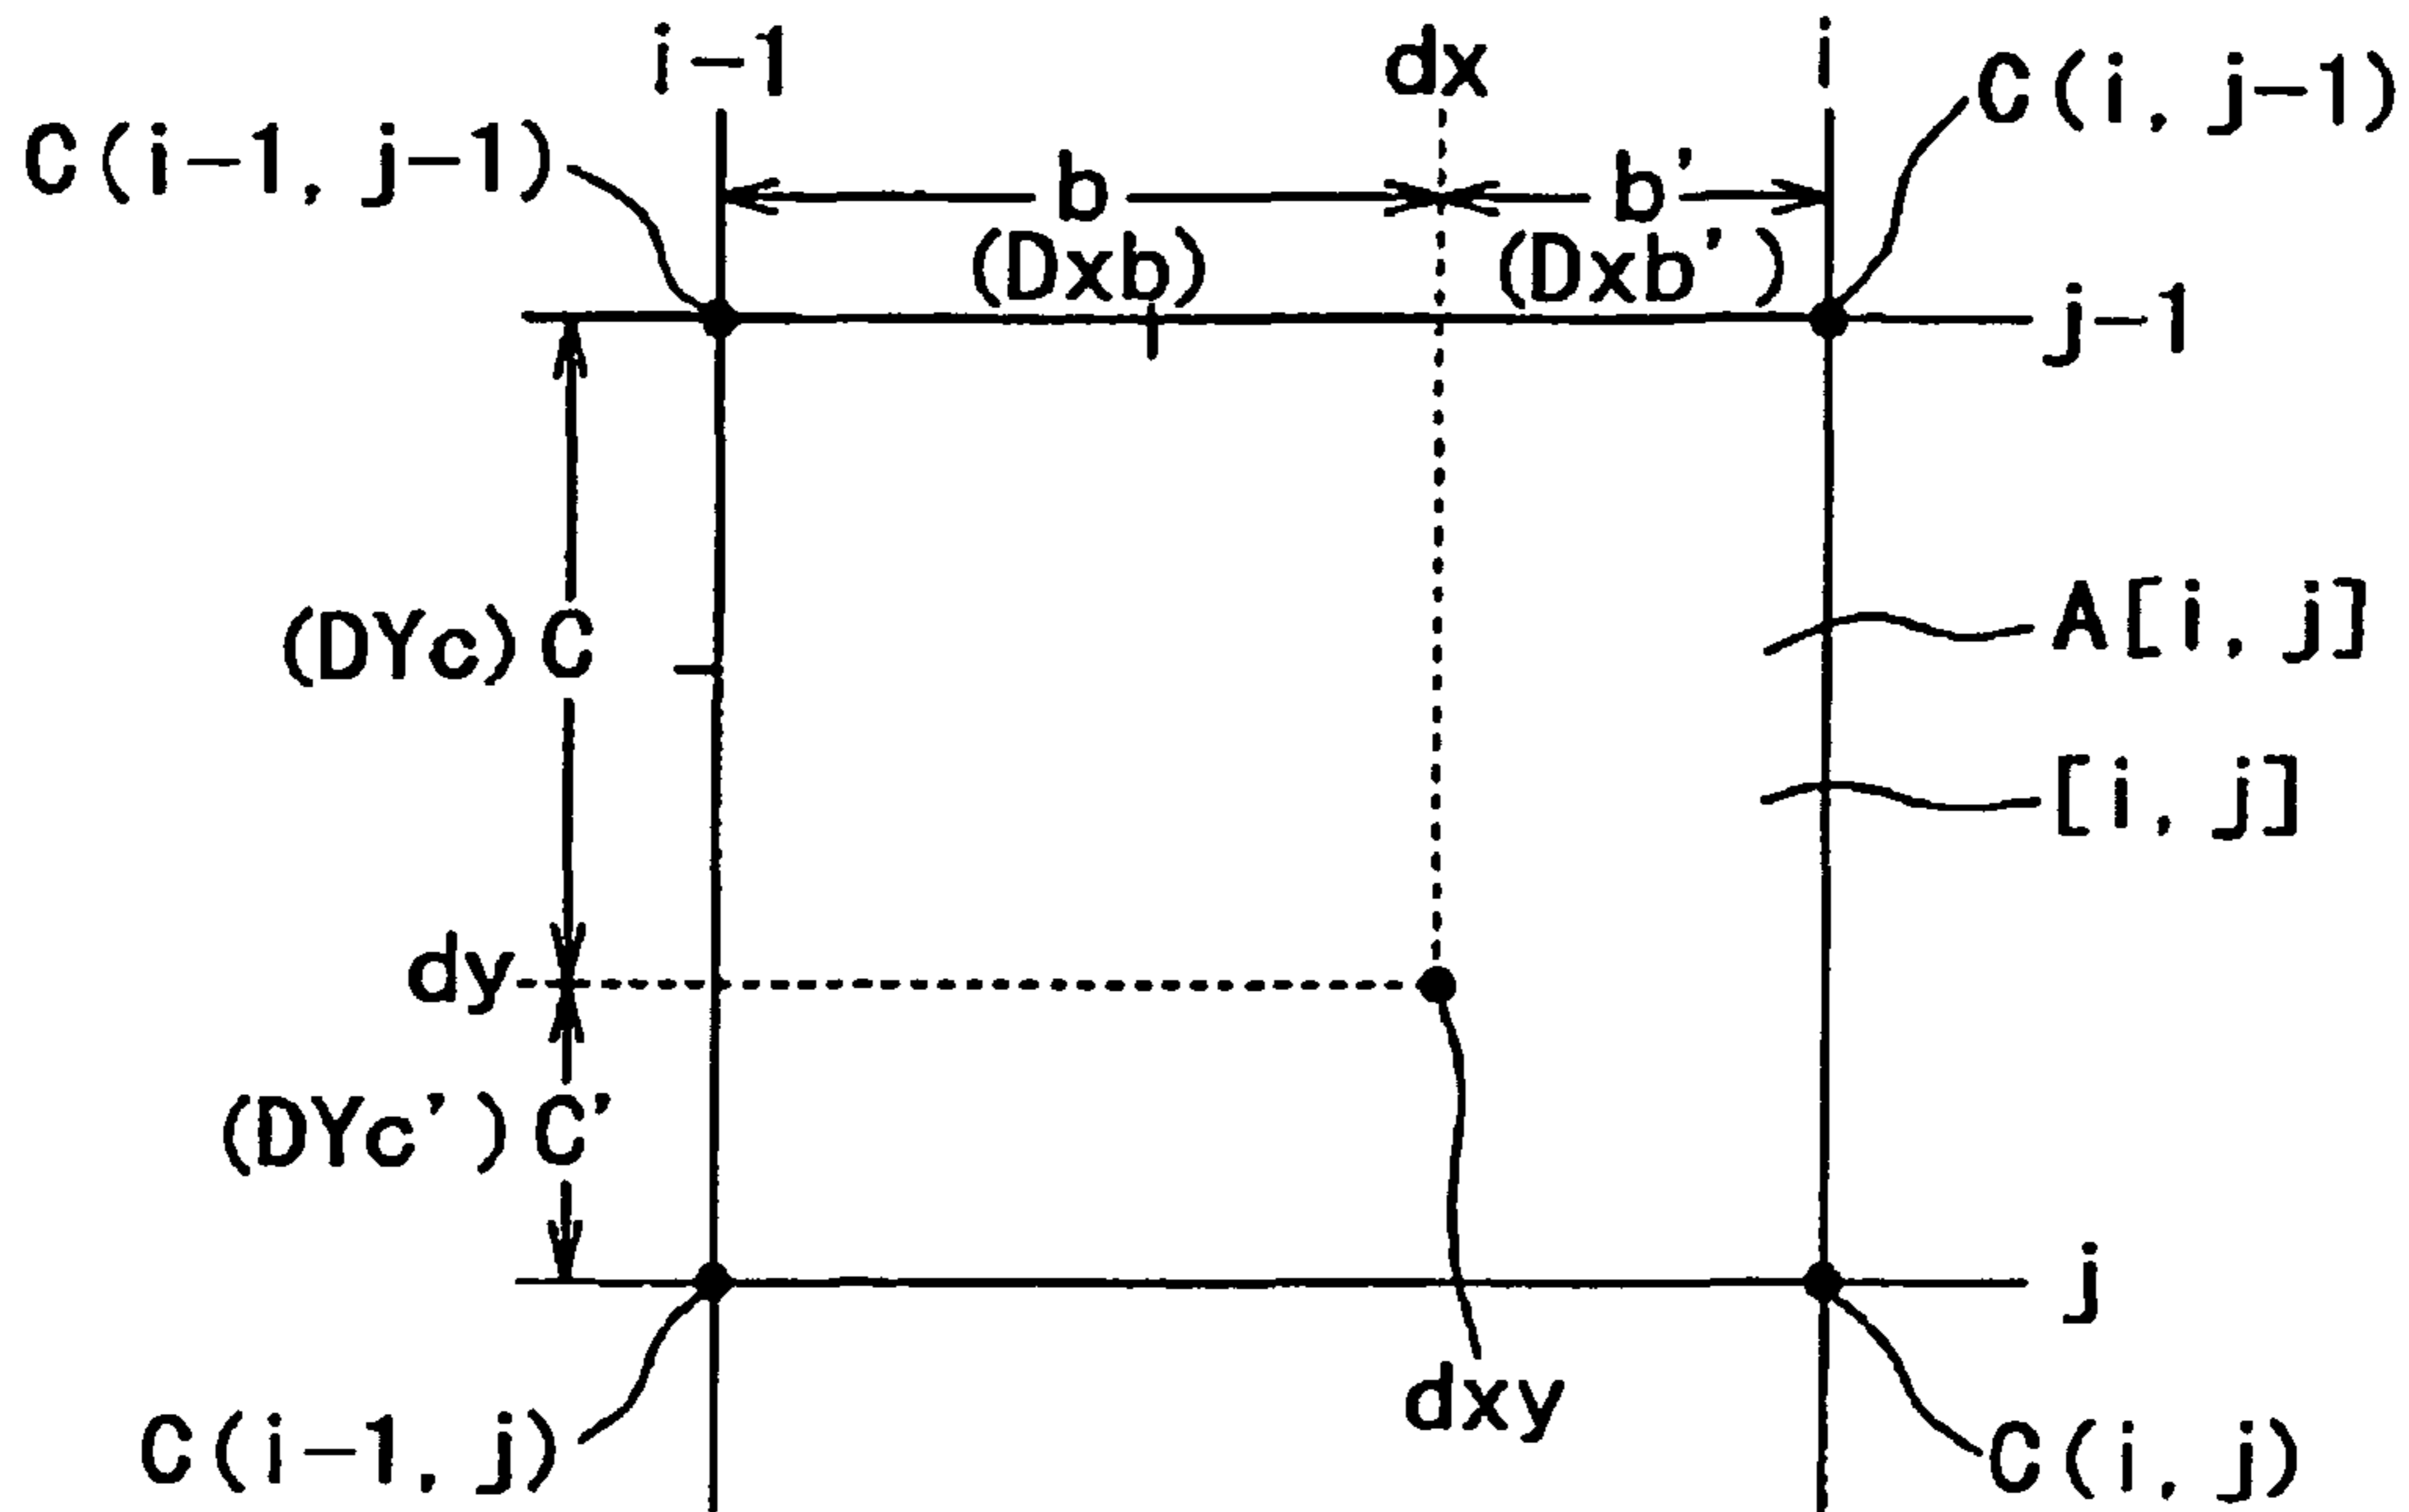 i-1
dx
i
C(i, j-1)
C(i-1, j-1)
b
b'
(Dxb)
(Dxb')
j-1
(DYc)C
A[i, j]
[i, j]
dy
(DYc')C'
j
dxy
C(i-1, j)
C(i, j)